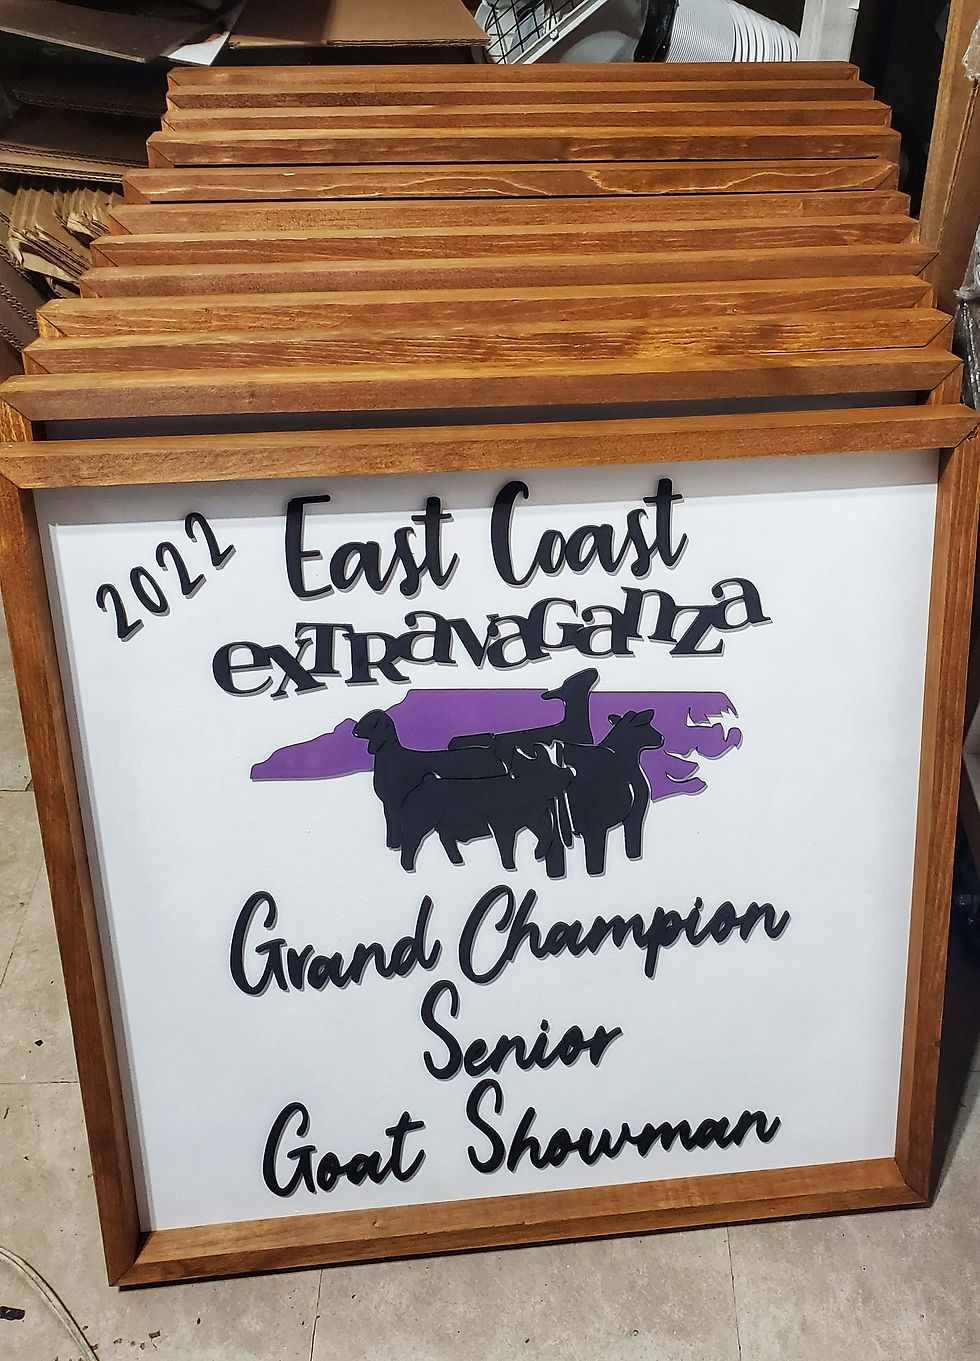 2022
East Coast
exTRavaGanza
Grand Champion
Senior
Goat Showman